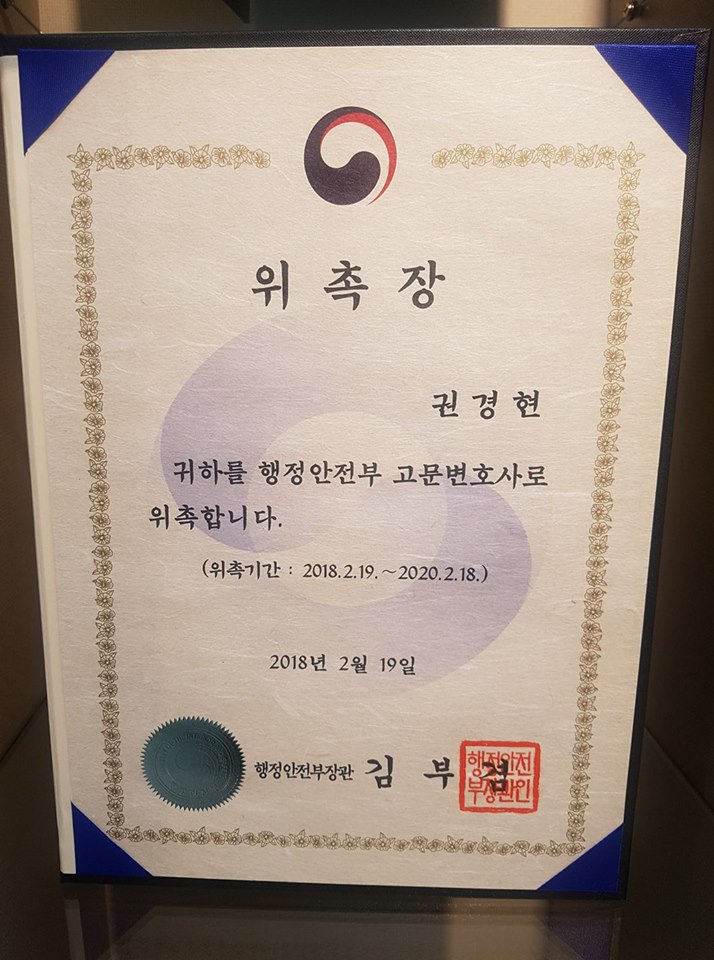 위 촉 장
권 경 현
귀하를 행정안전부 고문변호사로
위촉합니다.
(위촉기간 : 2018.2.19.~2020.2.18.)
2018년 2월 19일
행정안전부장관 김 부 겸
행정안전
부장관인